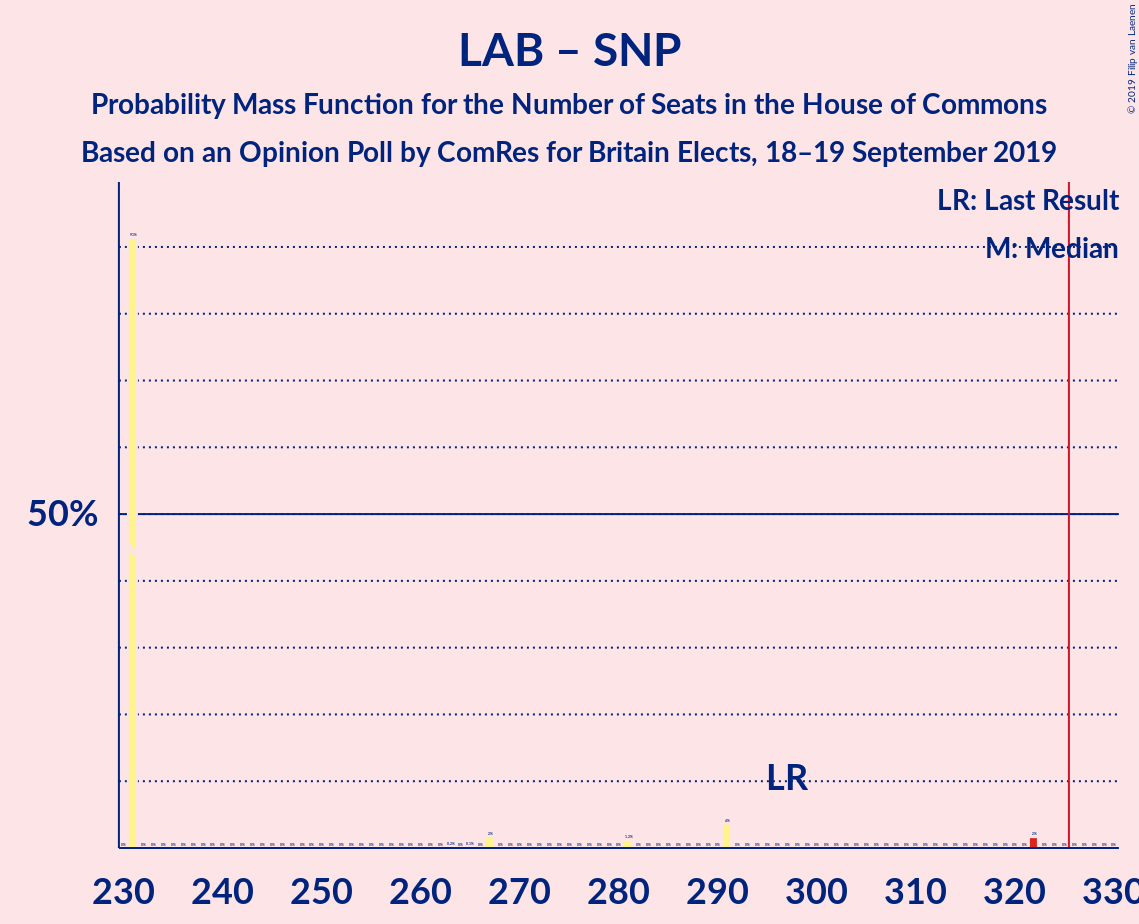 © 2019 Filip van Laenen
LAB – SNP
Probability Mass Function for the Number of Seats in the House of Commons
Based on an Opinion Poll by ComRes for Britain Elects, 18–19 September 2019
LR: Last Result
M: Median
50%
LR
230 240 250 260 270 280 290 300 310 320 330